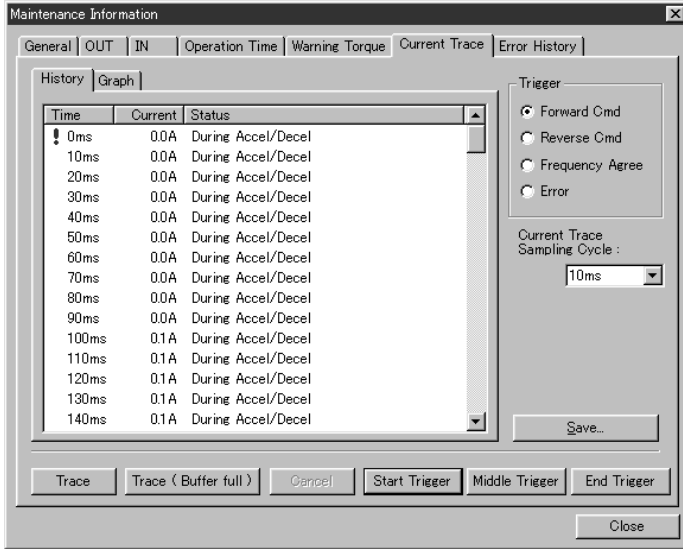 Maintenance Information
General OUT IN Operation Time Warning Torque Current Trace Error History
History Graph
Time Current Status
0ms 0.0A During Accel/Decel
10ms 0.0A During Accel/Decel
20ms 0.0A During Accel/Decel
30ms 0.0A During Accel/Decel
40ms 0.0A During Accel/Decel
50ms 0.0A During Accel/Decel
60ms 0.0A During Accel/Decel
70ms 0.0A During Accel/Decel
80ms 0.0A During Accel/Decel
90ms 0.0A During Accel/Decel
100ms 0.1A During Accel/Decel
110ms 0.1A During Accel/Decel
120ms 0.1A During Accel/Decel
130ms 0.1A During Accel/Decel
140ms 0.1A During Accel/Decel
Trigger
Forward Cmd
Reverse Cmd
Frequency Agree
Error
Current Trace
Sampling Cycle :
10ms
Save...
Trace Trace ( Buffer full ) Cancel Start Trigger Middle Trigger End Trigger
Close